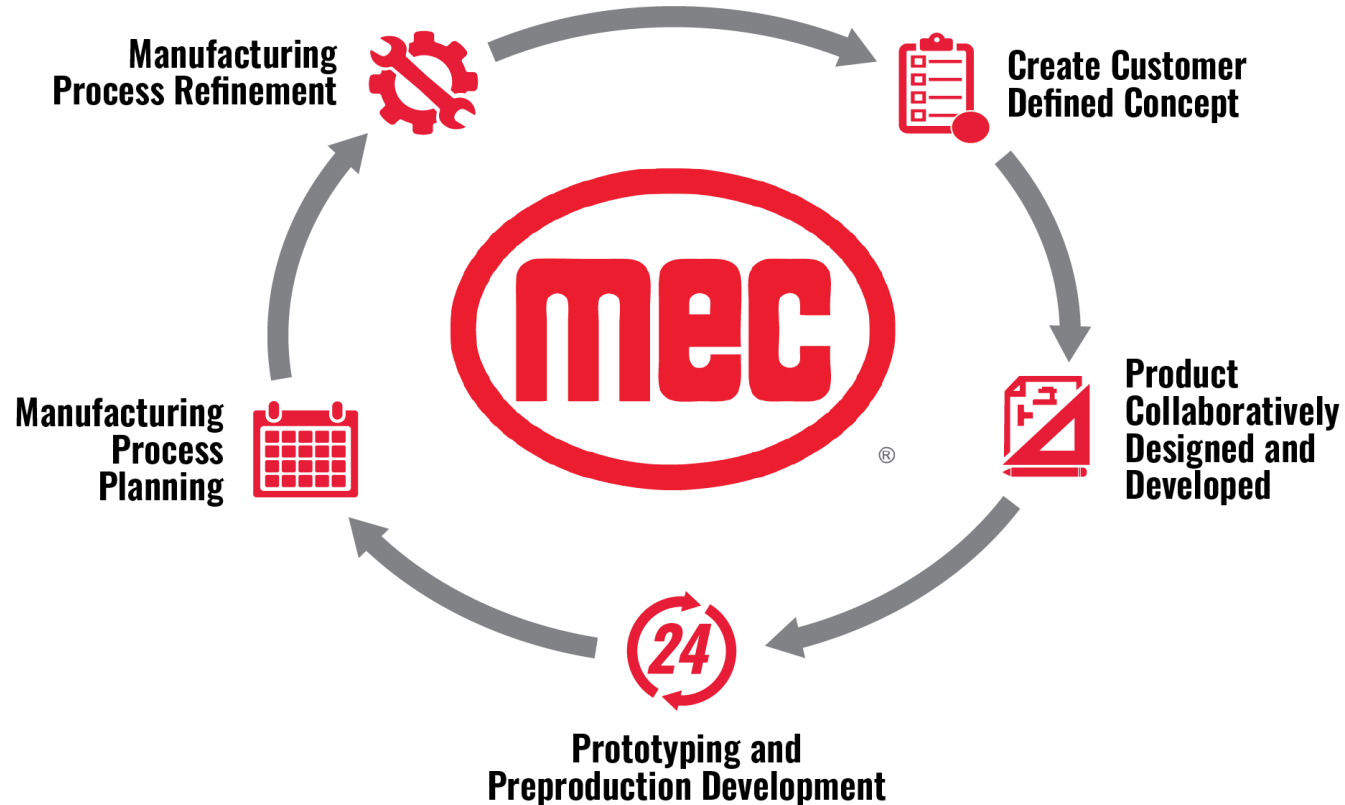 Manufacturing
Process Refinement
Create Customer
Defined Concept
mec
®
Product
Collaboratively
Designed and
Developed
Manufacturing
Process
Planning
24
Prototyping and
Preproduction Development